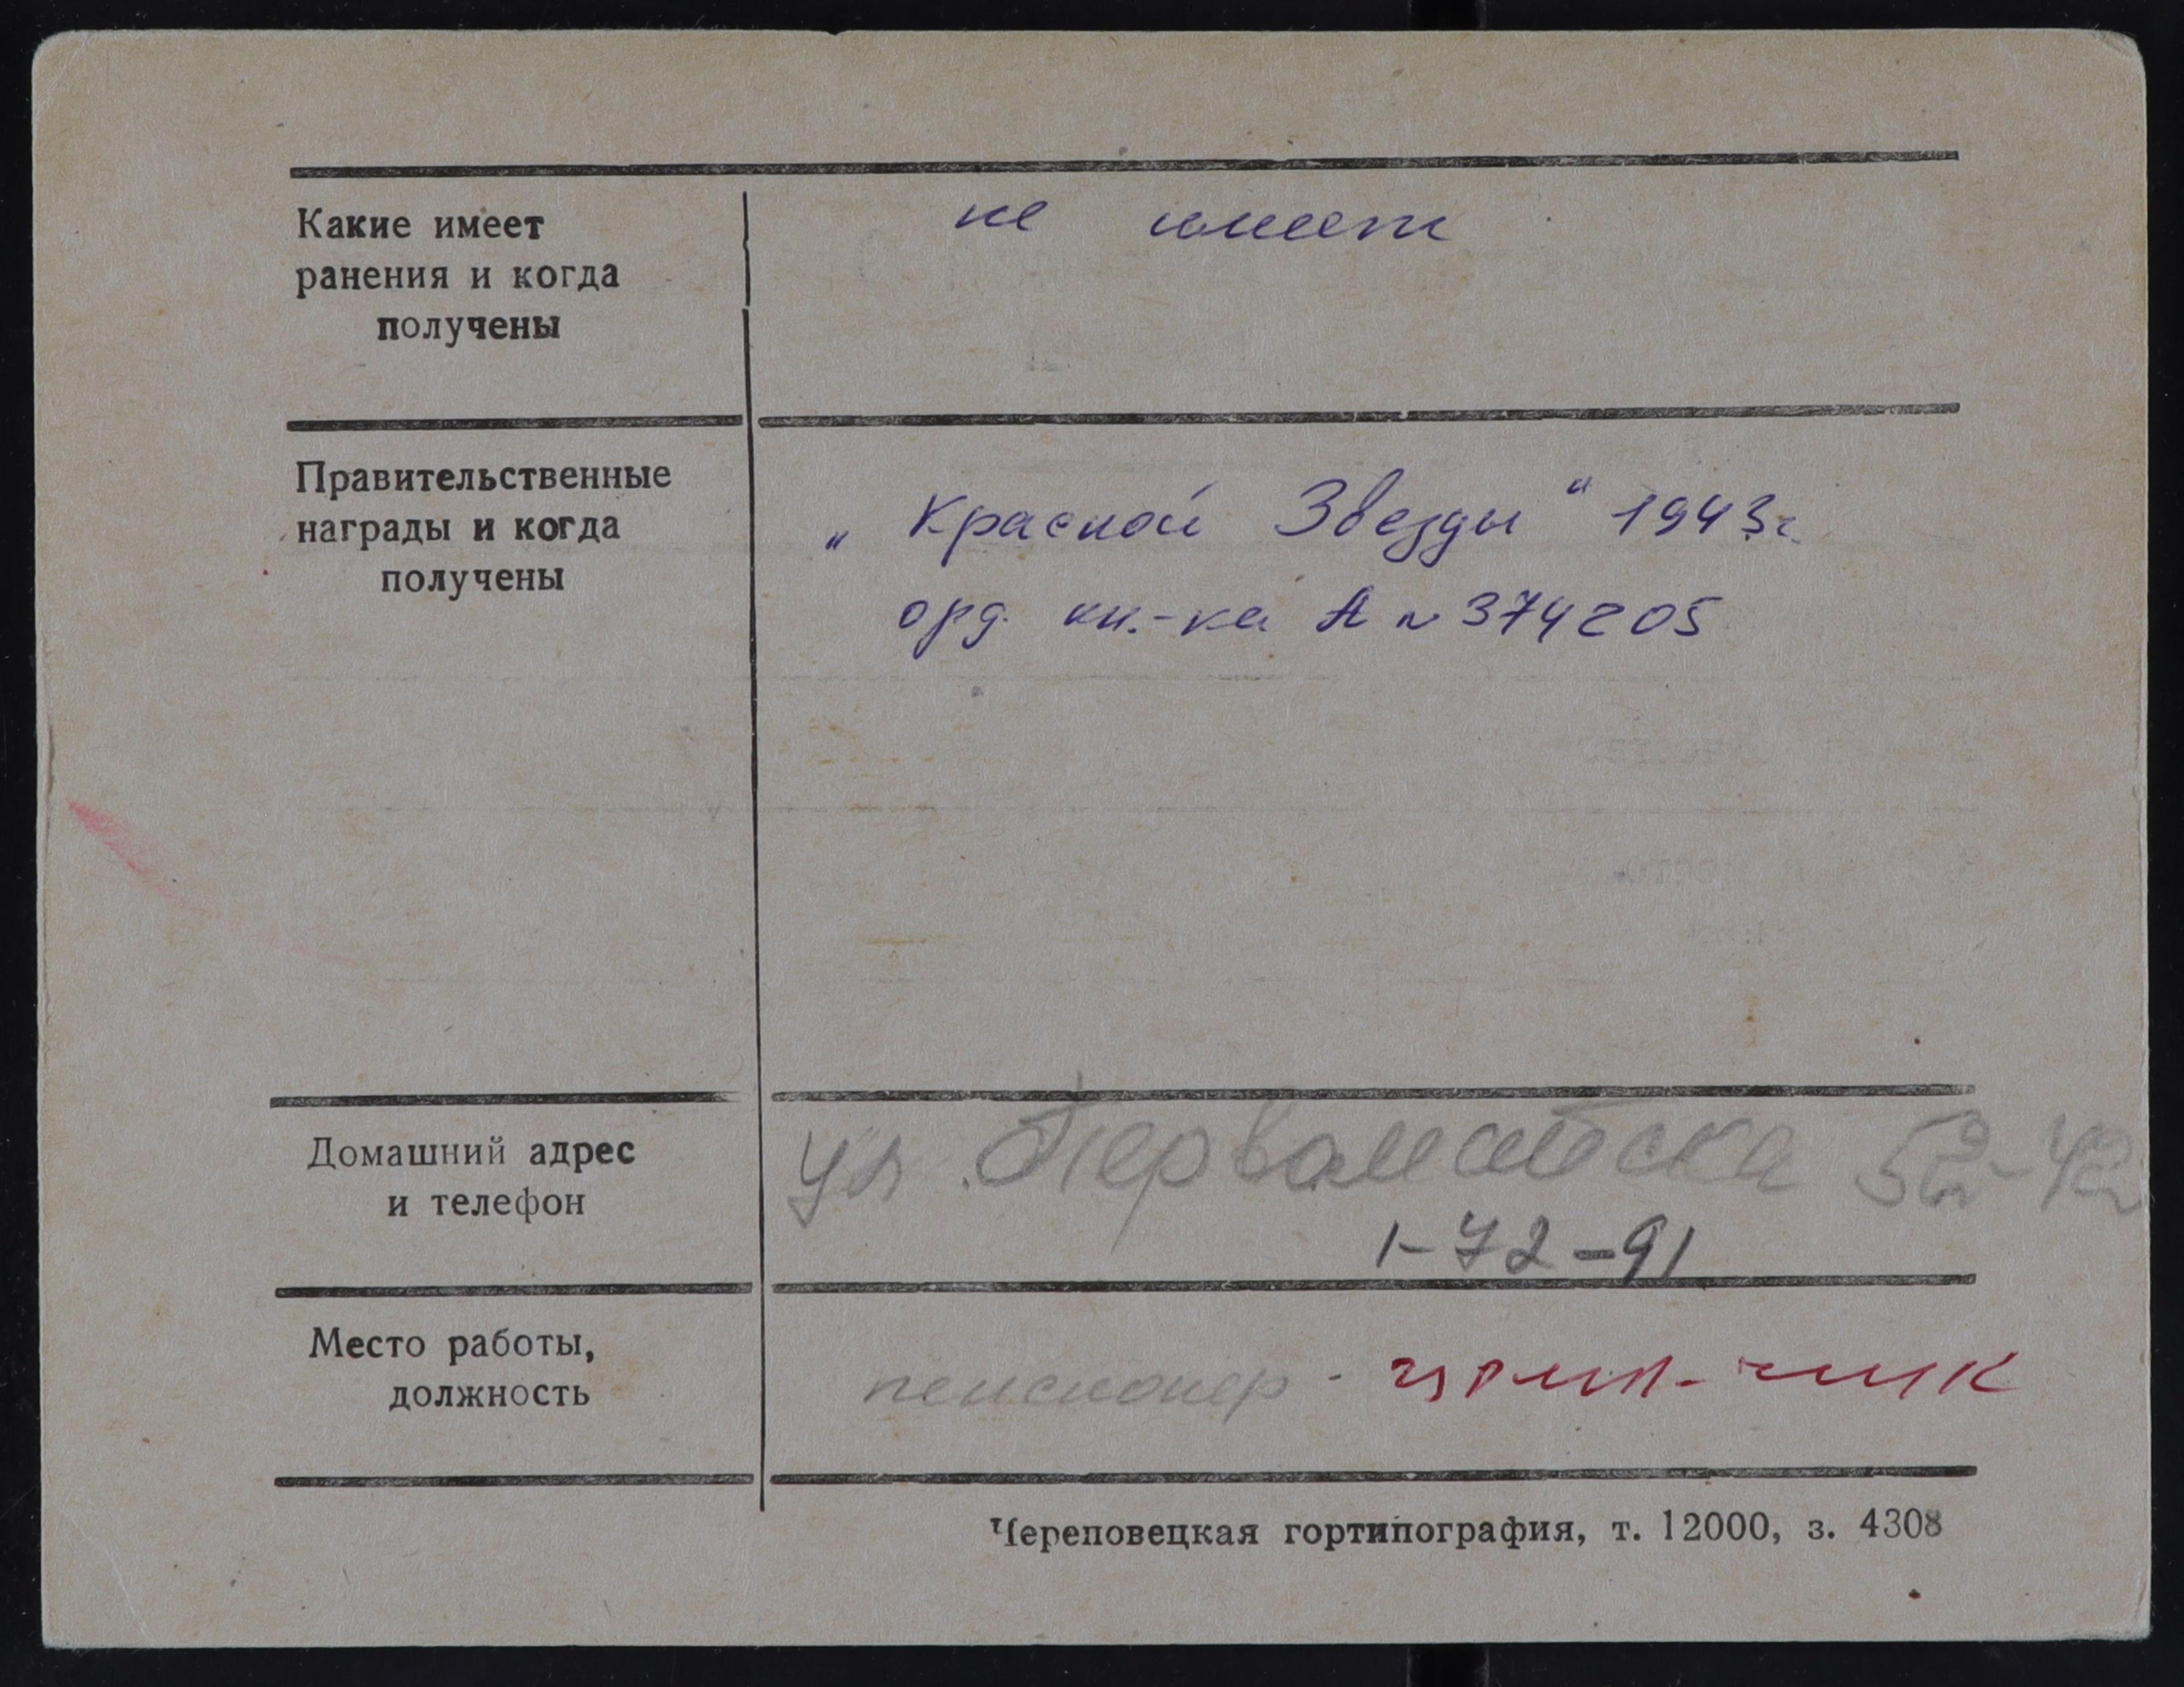 Какие имеет
ранения и когда
получены
не имеет
Правительственные
награды и когда
получены
„Красной Звезды“ 1943г.
орд. кн.-ка А № 374205
Домашний адрес
и телефон
ул. Первомайская
1-72-91
Место работы,
должность
пенсионер -
Череповецкая гортипография, т. 12000, з. 4308